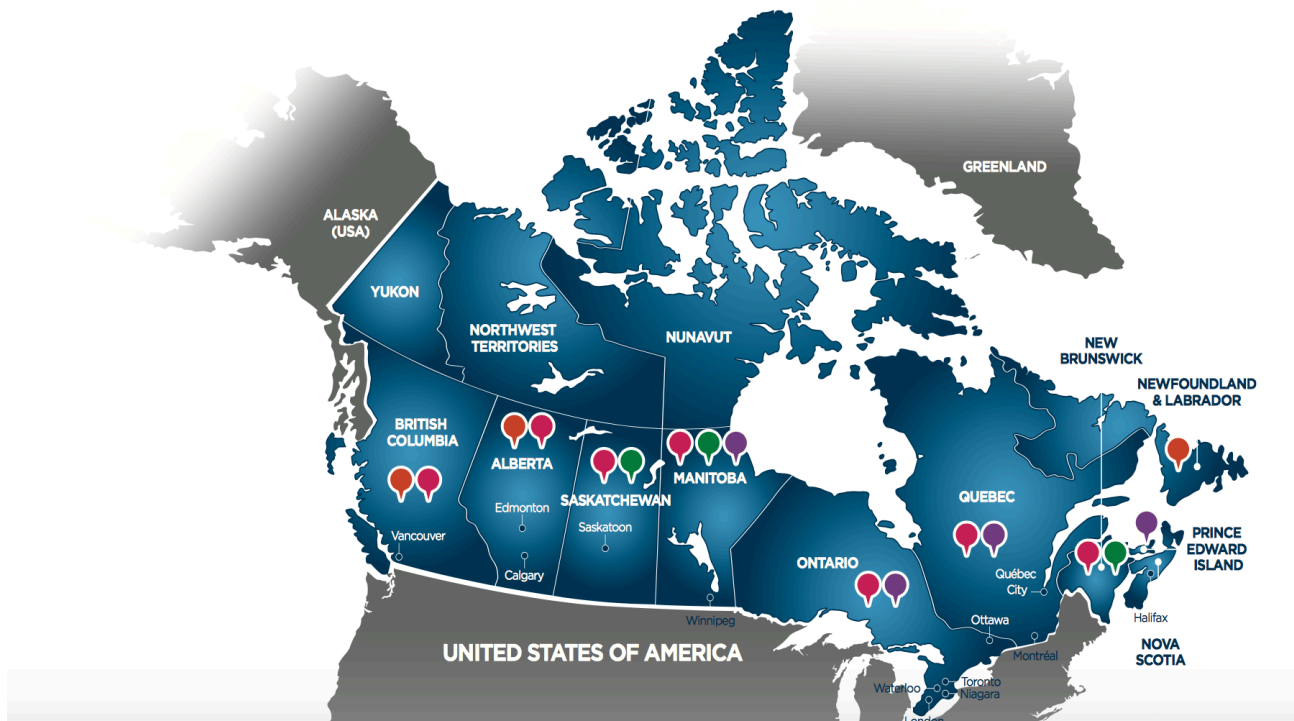 GREENLAND
ALASKA
(USA)
YUKON
NORTHWEST
TERRITORIES
NUNAVUT
NEW
BRUNSWICK
NEWFOUNDLAND
& LABRADOR
BRITISH
COLUMBIA
ALBERTA
SASKATCHEWAN
MANITOBA
QUEBEC
Edmonton
Saskatoon
Vancouver
Calgary
ONTARIO
PRINCE
EDWARD
ISLAND
Québec
City
Winnipeg
Ottawa
Halifax
UNITED STATES OF AMERICA
Montréal
NOVA
SCOTIA
Waterloo
Toronto
Niagara
London